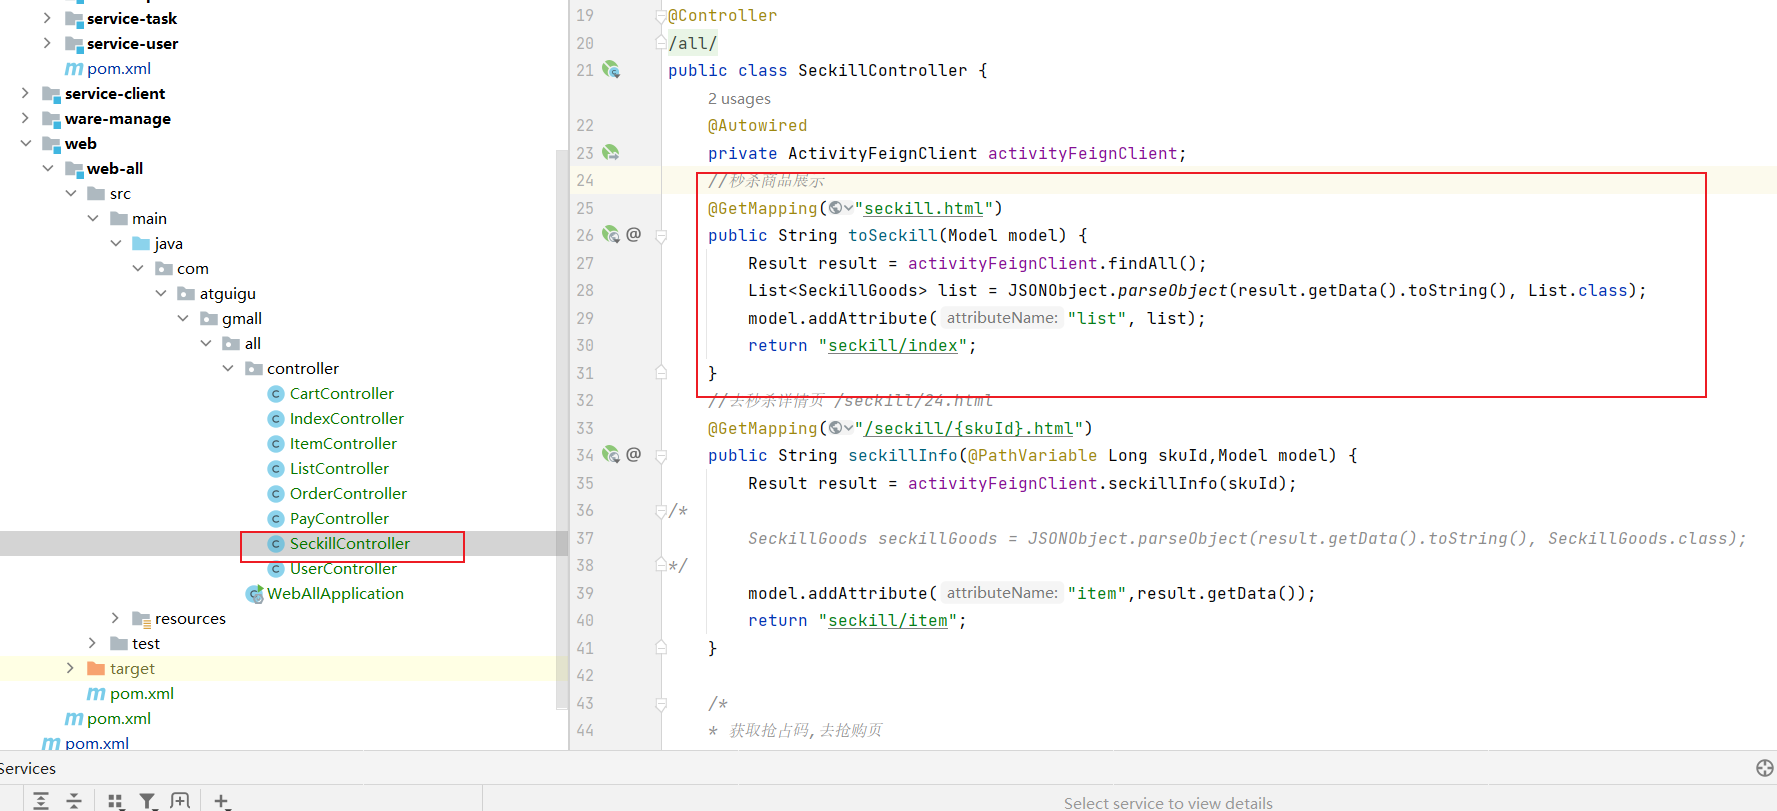 service-task
service-user
pom.xml
service-client
ware-manage
web
web-all
src
main
java
com
atguigu
gmall
all
controller
CartController
IndexController
ItemController
ListController
OrderController
PayController
SeckillController
UserController
WebAllApplication
resources
test
target
pom.xml
pom.xml
pom.xml
19 @Controller
20 /all/
21 public class SeckillController {
2 usages
22 @Autowired
23 private ActivityFeignClient activityFeignClient;
24 //秒杀商品展示
25 @GetMapping("seckill.html")
26 public String toSeckill(Model model) {
27 Result result = activityFeignClient.findAll();
28 List<SeckillGoods> list = JSONObject.parseObject(result.getData().toString(), List.class);
29 model.addAttribute( attributeName: "list", list);
30 return "seckill/index";
31 }
32 //去秒杀详情页 /seckill/24.html
33 @GetMapping("/seckill/{skuId}.html")
34 public String seckillInfo(@PathVariable Long skuId,Model model) {
35 Result result = activityFeignClient.seckillInfo(skuId);
36 /*
37 SeckillGoods seckillGoods = JSONObject.parseObject(result.getData().toString(), SeckillGoods.class);
38 */
39 model.addAttribute( attributeName: "item",result.getData());
40 return "seckill/item";
41 }
42
43 /*
44 * 获取抢占码,去抢购页
Services
Select service to view details